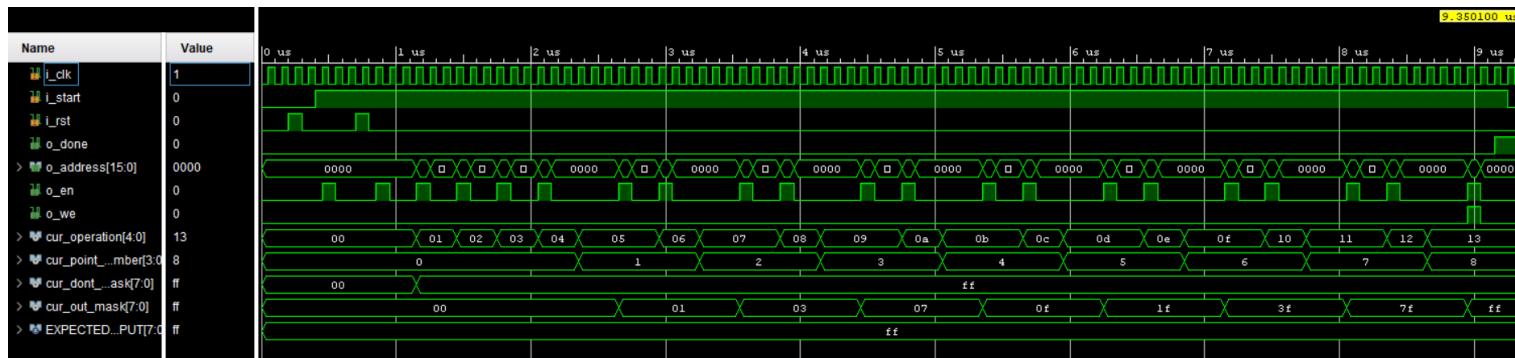 9.350100 us
Name Value
0 us 1 us 2 us 3 us 4 us 5 us 6 us 7 us 8 us 9 us
i_clk 1
i_start 0
i_rst 0
o_done 0
> o_address[15:0] 0000 0000 0000 0000 0000 0000 0000 0000 0000 0000 0000
o_en 0
o_we 0
> cur_operation[4:0] 13 00 01 02 03 04 05 06 07 08 09 0a 0b 0c 0d 0e 0f 10 11 12 13
> cur_point_...mber[3:0 8 0 1 2 3 4 5 6 7 8
> cur_dont_...ask[7:0] ff 00 ff
> cur_out_mask[7:0] ff 00 01 03 07 0f 1f 3f 7f ff
> EXPECTED...PUT[7:0 ff ff